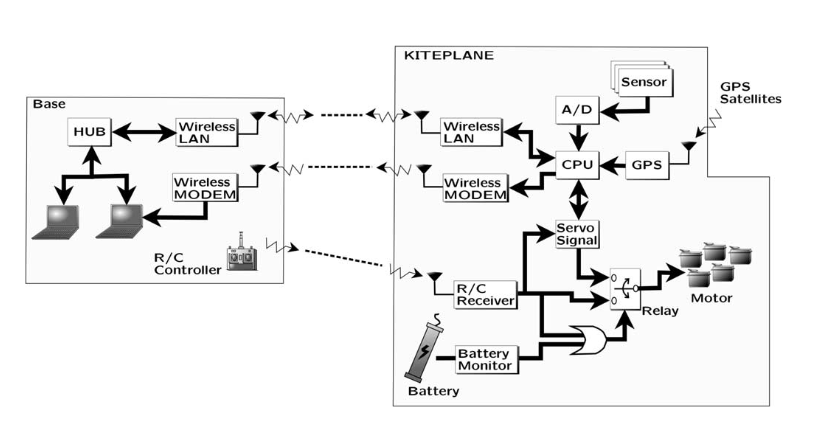 KITEPLANE
Sensor
GPS
Satellites
Base
A/D
HUB
Wireless
LAN
Wireless
LAN
CPU
GPS
Wireless
MODEM
Wireless
MODEM
Servo
Signal
R/C
Controller
R/C
Receiver
Relay
Motor
Battery
Monitor
Battery